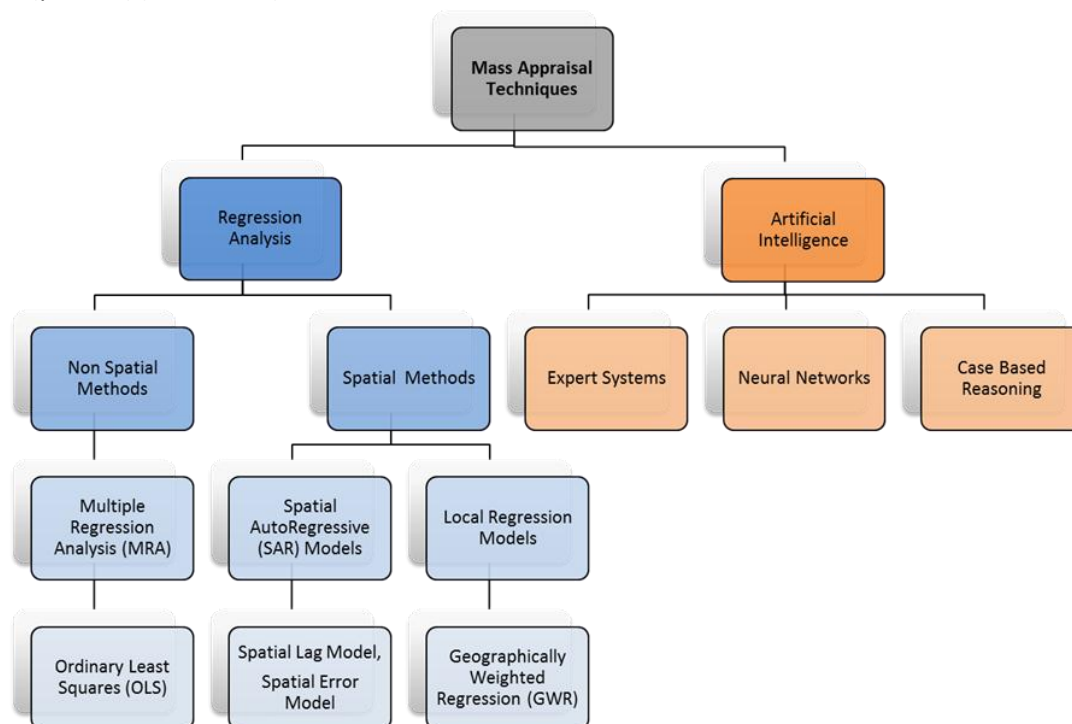 Mass Appraisal
Techniques
Regression
Analysis
Artificial
Intelligence
Non Spatial
Methods
Spatial Methods
Expert Systems
Neural Networks
Case Based
Reasoning
Multiple
Regression
Analysis (MRA)
Spatial
AutoRegressive
(SAR) Models
Local Regression
Models
Ordinary Least
Squares (OLS)
Spatial Lag Model,
Spatial Error
Model
Geographically
Weighted
Regression (GWR)